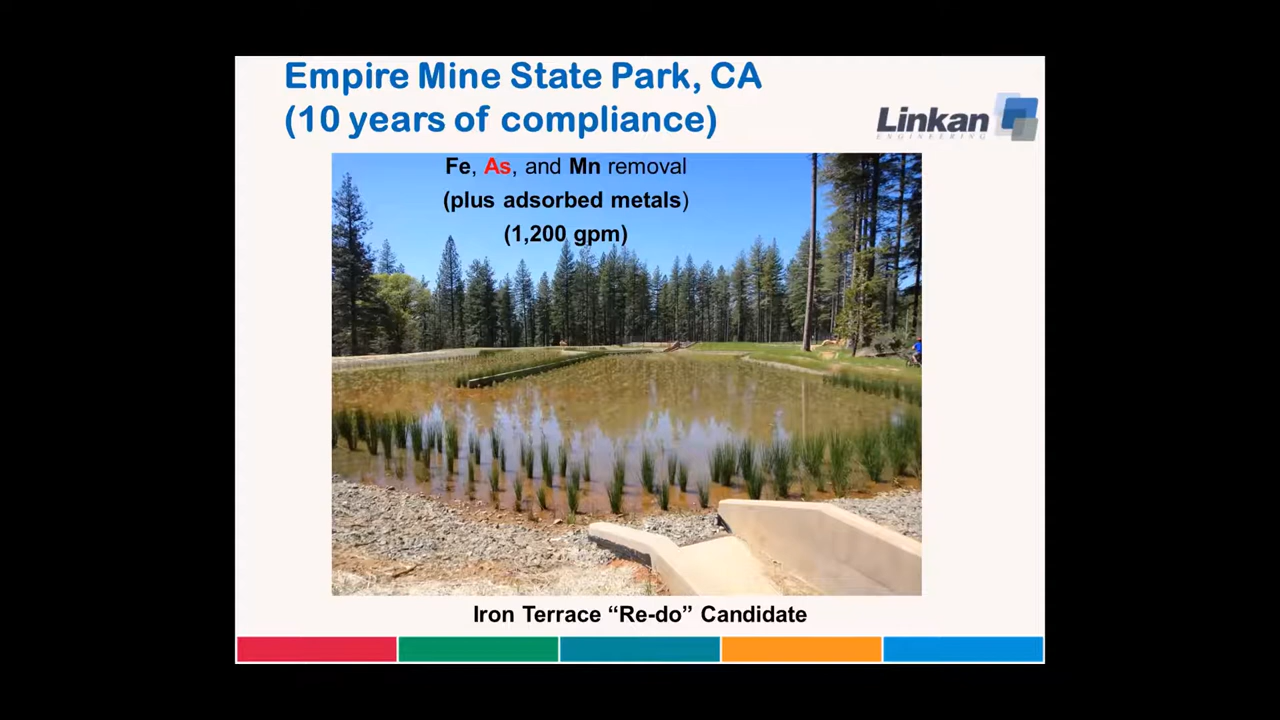 Empire Mine State Park, CA
(10 years of compliance)
Linkan
ENGINEERING
Fe, As, and Mn removal
(plus adsorbed metals)
(1,200 gpm)
Iron Terrace “Re-do” Candidate